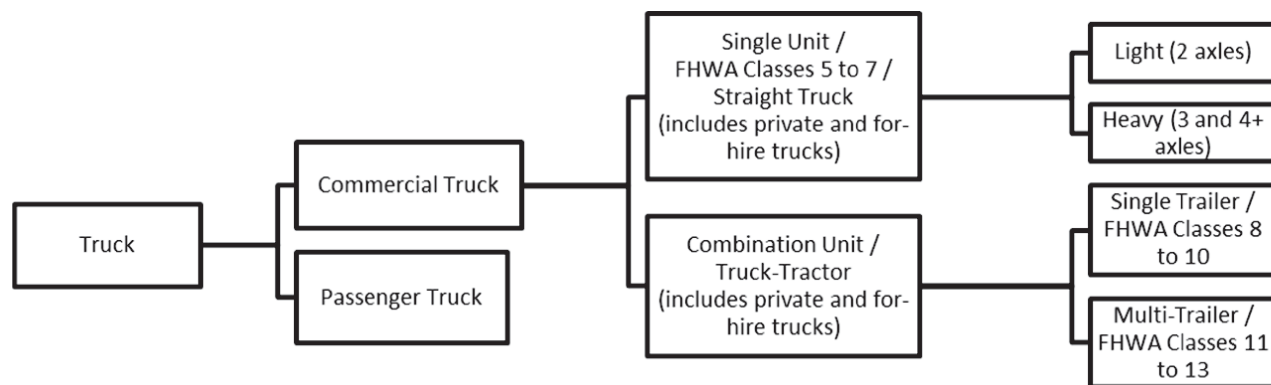 Truck
Commercial Truck
Passenger Truck
Single Unit /
FHWA Classes 5 to 7 /
Straight Truck
(includes private and for-
hire trucks)
Combination Unit /
Truck-Tractor
(includes private and for-
hire trucks)
Light (2 axles)
Heavy (3 and 4+
axles)
Single Trailer /
FHWA Classes 8
to 10
Multi-Trailer /
FHWA Classes 11
to 13